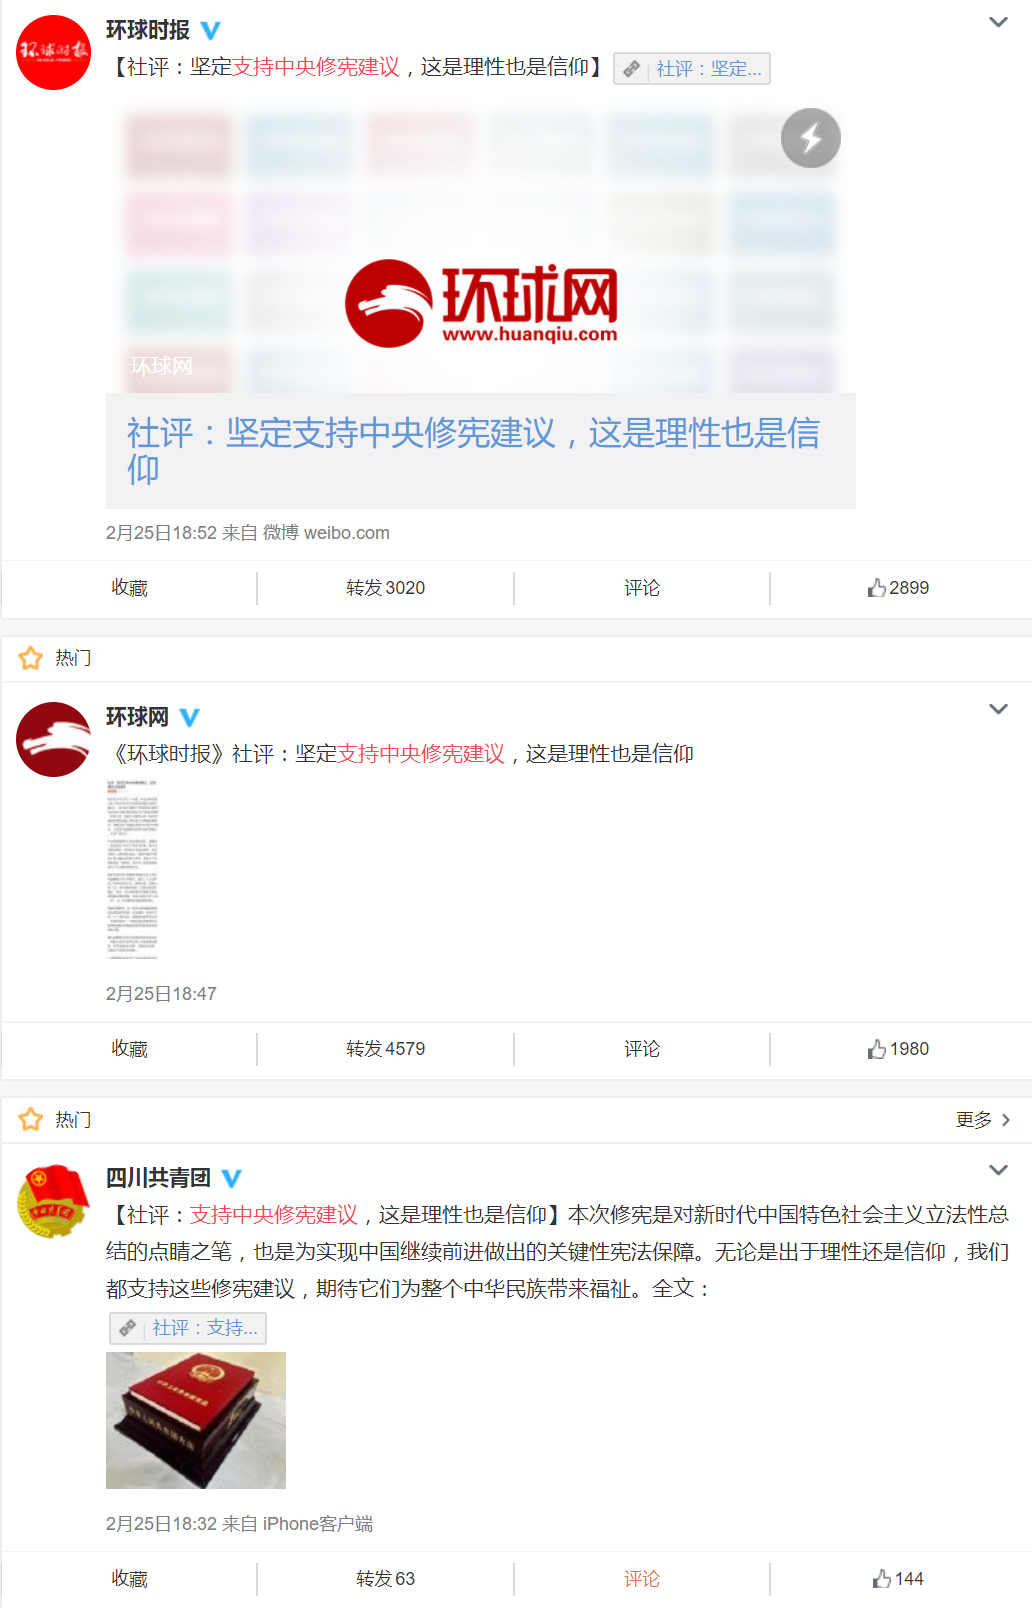 环球时报
环球时报
【社评：坚定支持中央修宪建议，这是理性也是信仰】 社评：坚定...
环球网
www.huanqiu.com
环球网
社评：坚定支持中央修宪建议，这是理性也是信
仰
2月25日18:52 来自 微博 weibo.com
收藏 转发3020 评论 2899
热门
环球网
《环球时报》社评：坚定支持中央修宪建议，这是理性也是信仰
2月25日18:47
收藏 转发4579 评论 1980
热门 更多
四川共青团
【社评：支持中央修宪建议，这是理性也是信仰】本次修宪是对新时代中国特色社会主义立法性总
结的点睛之笔，也是为实现中国继续前进做出的关键性宪法保障。无论是出于理性还是信仰，我们
都支持这些修宪建议，期待它们为整个中华民族带来福祉。全文：
社评：支持...
2月25日18:32 来自 iPhone客户端
收藏 转发63 评论 144